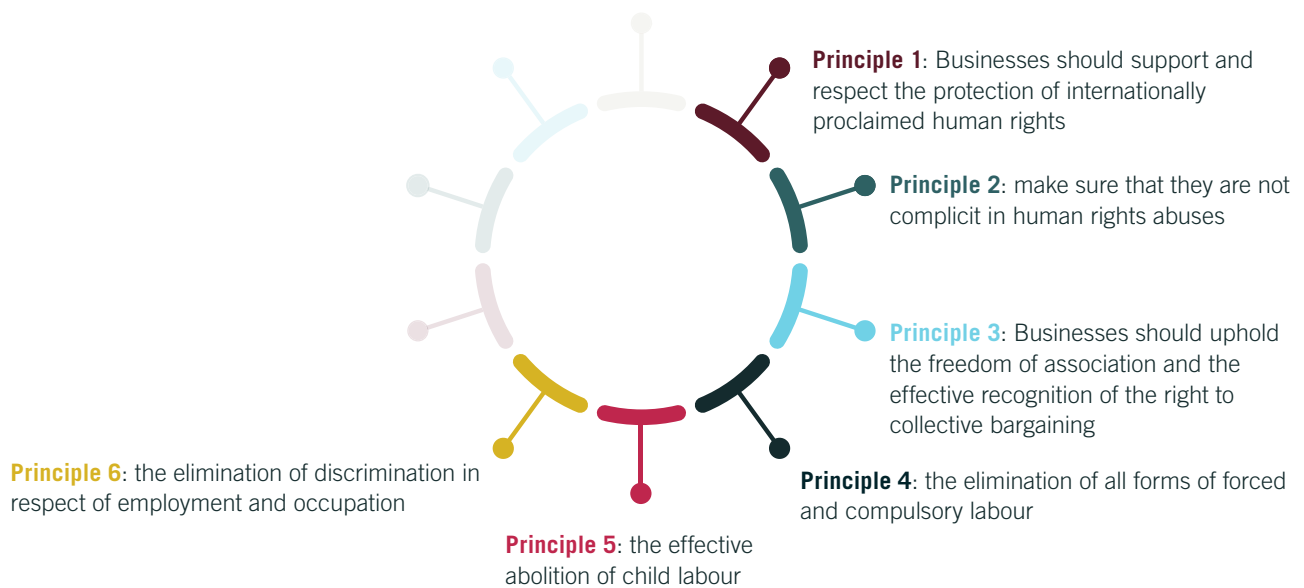 Principle 1: Businesses should support and
respect the protection of internationally
proclaimed human rights
Principle 2: make sure that they are not
complicit in human rights abuses
Principle 3: Businesses should uphold
the freedom of association and the
effective recognition of the right to
collective bargaining
Principle 4: the elimination of all forms of forced
and compulsory labour
Principle 5: the effective
abolition of child labour
Principle 6: the elimination of discrimination in
respect of employment and occupation